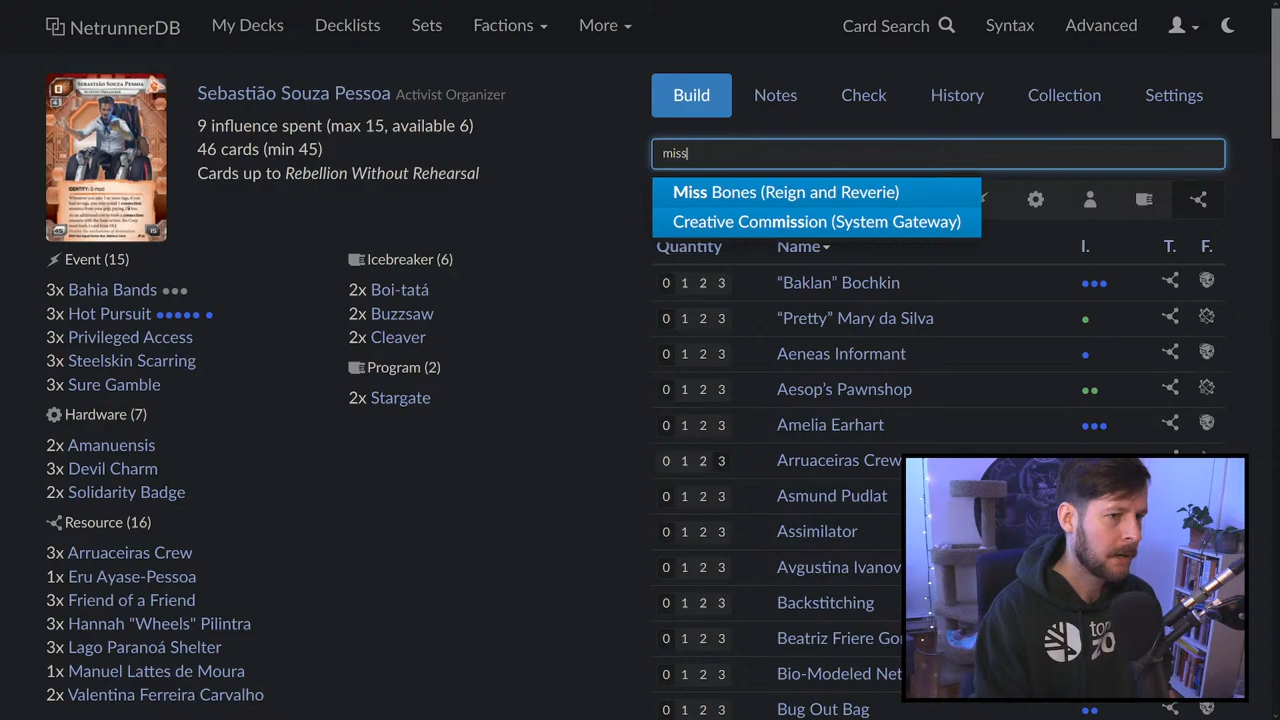 NetrunnerDB My Decks Decklists Sets Factions More Card Search Syntax Advanced
SEBASTIÃO SOUZA PESSOA
Sebastião Souza Pessoa Activist Organizer
9 influence spent (max 15, available 6)
46 cards (min 45)
Cards up to Rebellion Without Rehearsal
Event (15)
3x Bahia Bands
3x Hot Pursuit
3x Privileged Access
3x Steelskin Scarring
3x Sure Gamble
Hardware (7)
2x Amanuensis
3x Devil Charm
2x Solidarity Badge
Resource (16)
3x Arruaceiras Crew
1x Eru Ayase-Pessoa
3x Friend of a Friend
3x Hannah "Wheels" Pilintra
3x Lago Paranoá Shelter
1x Manuel Lattes de Moura
2x Valentina Ferreira Carvalho
Icebreaker (6)
2x Boi-tatá
2x Buzzsaw
2x Cleaver
Program (2)
2x Stargate
Build Notes Check History Collection Settings
miss
Miss Bones (Reign and Reverie)
Creative Commission (System Gateway)
Quantity Name I. T. F.
0 1 2 3 “Baklan” Bochkin
0 1 2 3 “Pretty” Mary da Silva
0 1 2 3 Aeneas Informant
0 1 2 3 Aesop’s Pawnshop
0 1 2 3 Amelia Earhart
0 1 2 3 Arruaceiras Crew
0 1 2 3 Asmund Pudlat
0 1 2 3 Assimilator
0 1 2 3 Avgustina Ivanov
0 1 2 3 Backstitching
0 1 2 3 Beatriz Friere Gon
0 1 2 3 Bio-Modeled Net
0 1 2 3 Bug Out Bag